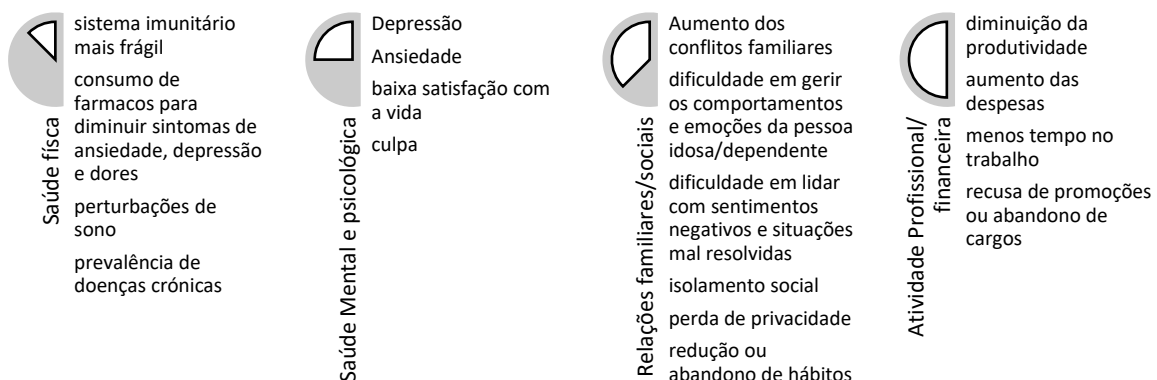 Saúde físca
sistema imunitário
mais frágil
consumo de
farmacos para
diminuir sintomas de
ansiedade, depressão
e dores
perturbações de
sono
prevalência de
doenças crónicas
Saúde Mental e psicológica
Depressão
Ansiedade
baixa satisfação com
a vida
culpa
Relações familiares/sociais
Aumento dos
conflitos familiares
dificuldade em gerir
os comportamentos
e emoções da pessoa
idosa/dependente
dificuldade em lidar
com sentimentos
negativos e situações
mal resolvidas
isolamento social
perda de privacidade
redução ou
abandono de hábitos
Atividade Profissional/
financeira
diminuição da
produtividade
aumento das
despesas
menos tempo no
trabalho
recusa de promoções
ou abandono de
cargos